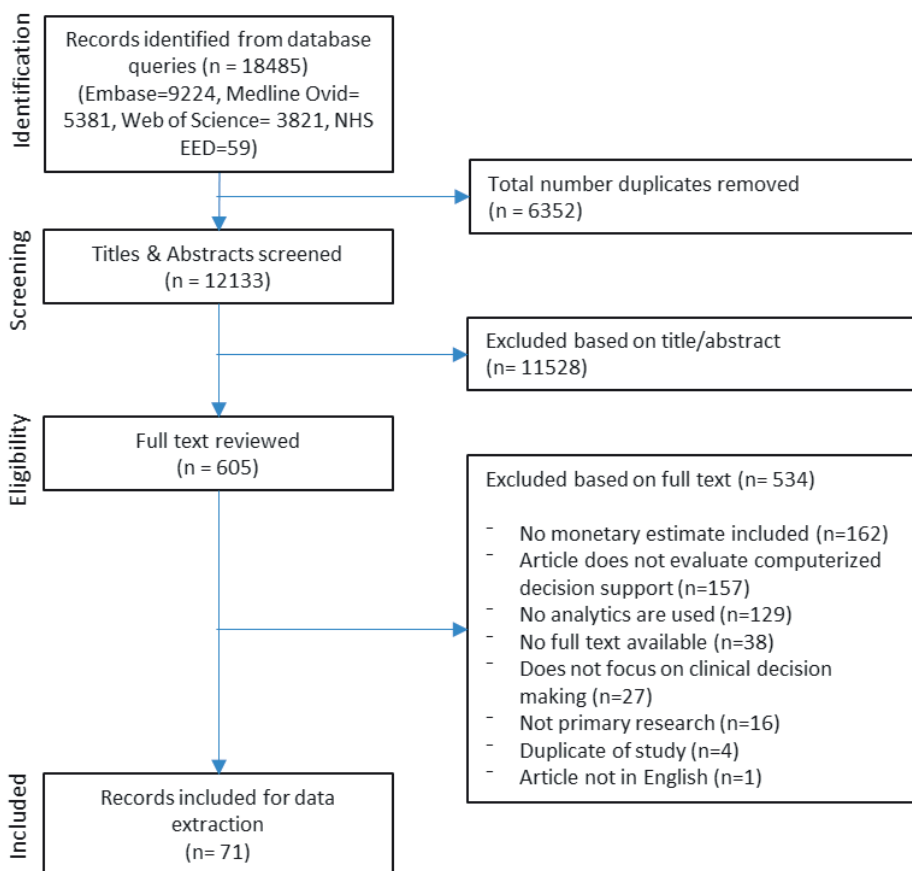 Identification
Records identified from database
queries (n = 18485)
(Embase=9224, Medline Ovid=
5381, Web of Science= 3821, NHS
EED=59)
Total number duplicates removed
(n = 6352)
Screening
Titles & Abstracts screened
(n = 12133)
Excluded based on title/abstract
(n= 11528)
Eligibility
Full text reviewed
(n = 605)
Excluded based on full text (n= 534)
- No monetary estimate included (n=162)
- Article does not evaluate computerized
decision support (n=157)
- No analytics are used (n=129)
- No full text available (n=38)
- Does not focus on clinical decision
making (n=27)
- Not primary research (n=16)
- Duplicate of study (n=4)
- Article not in English (n=1)
Included
Records included for data
extraction
(n= 71)